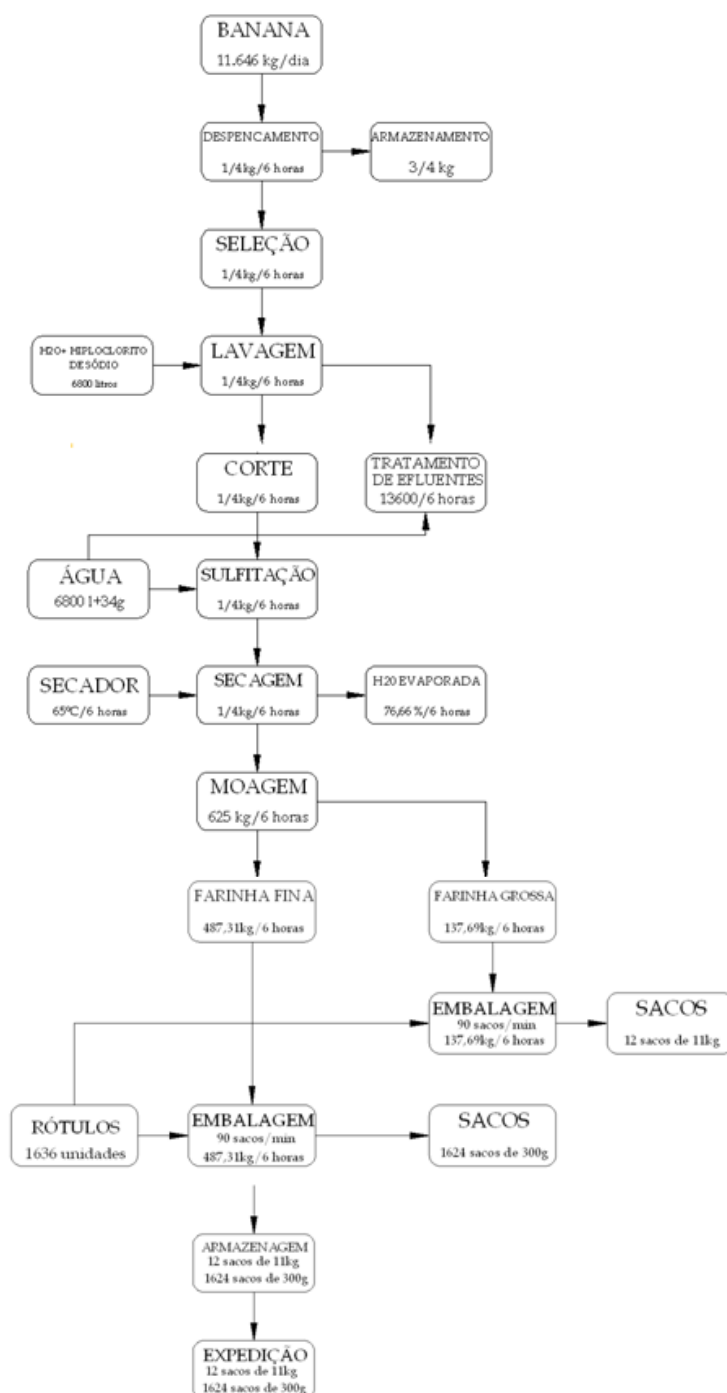 BANANA
11.646 kg/dia
DESPENCAMENTO
1/4kg/6 horas
ARMAZENAMENTO
3/4 kg
SELEÇÃO
1/4kg/6 horas
H2O+ HIPLOCLORITO
DE SÓDIO
6800 litros
LAVAGEM
1/4kg/6 horas
CORTE
1/4kg/6 horas
TRATAMENTO
DE EFLUENTES
13600/6 horas
ÁGUA
6800 l+34g
SULFITAÇÃO
1/4kg/6 horas
SECADOR
65ºC/6 horas
SECAGEM
1/4kg/6 horas
H20 EVAPORADA
76,66 %/6 horas
MOAGEM
625 kg/6 horas
FARINHA FINA
487,31kg/6 horas
FARINHA GROSSA
137,69kg/6 horas
EMBALAGEM
90 sacos/min
137,69kg/6 horas
SACOS
12 sacos de 11kg
RÓTULOS
1636 unidades
EMBALAGEM
90 sacos/min
487,31kg/6 horas
SACOS
1624 sacos de 300g
ARMAZENAGEM
12 sacos de 11kg
1624 sacos de 300g
EXPEDIÇÃO
12 sacos de 11kg
1624 sacos de 300g